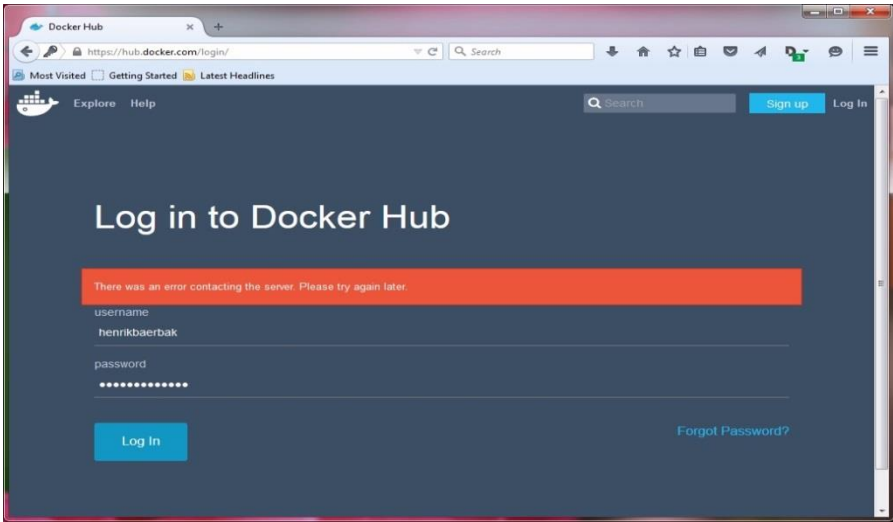 Docker Hub
https://hub.docker.com/login/
Search
Most Visited Getting Started Latest Headlines
Explore Help Search Sign up Log In
Log in to Docker Hub
There was an error contacting the server. Please try again later.
username
henrikbaerbak
password
•••••••••••••
Log In
Forgot Password?